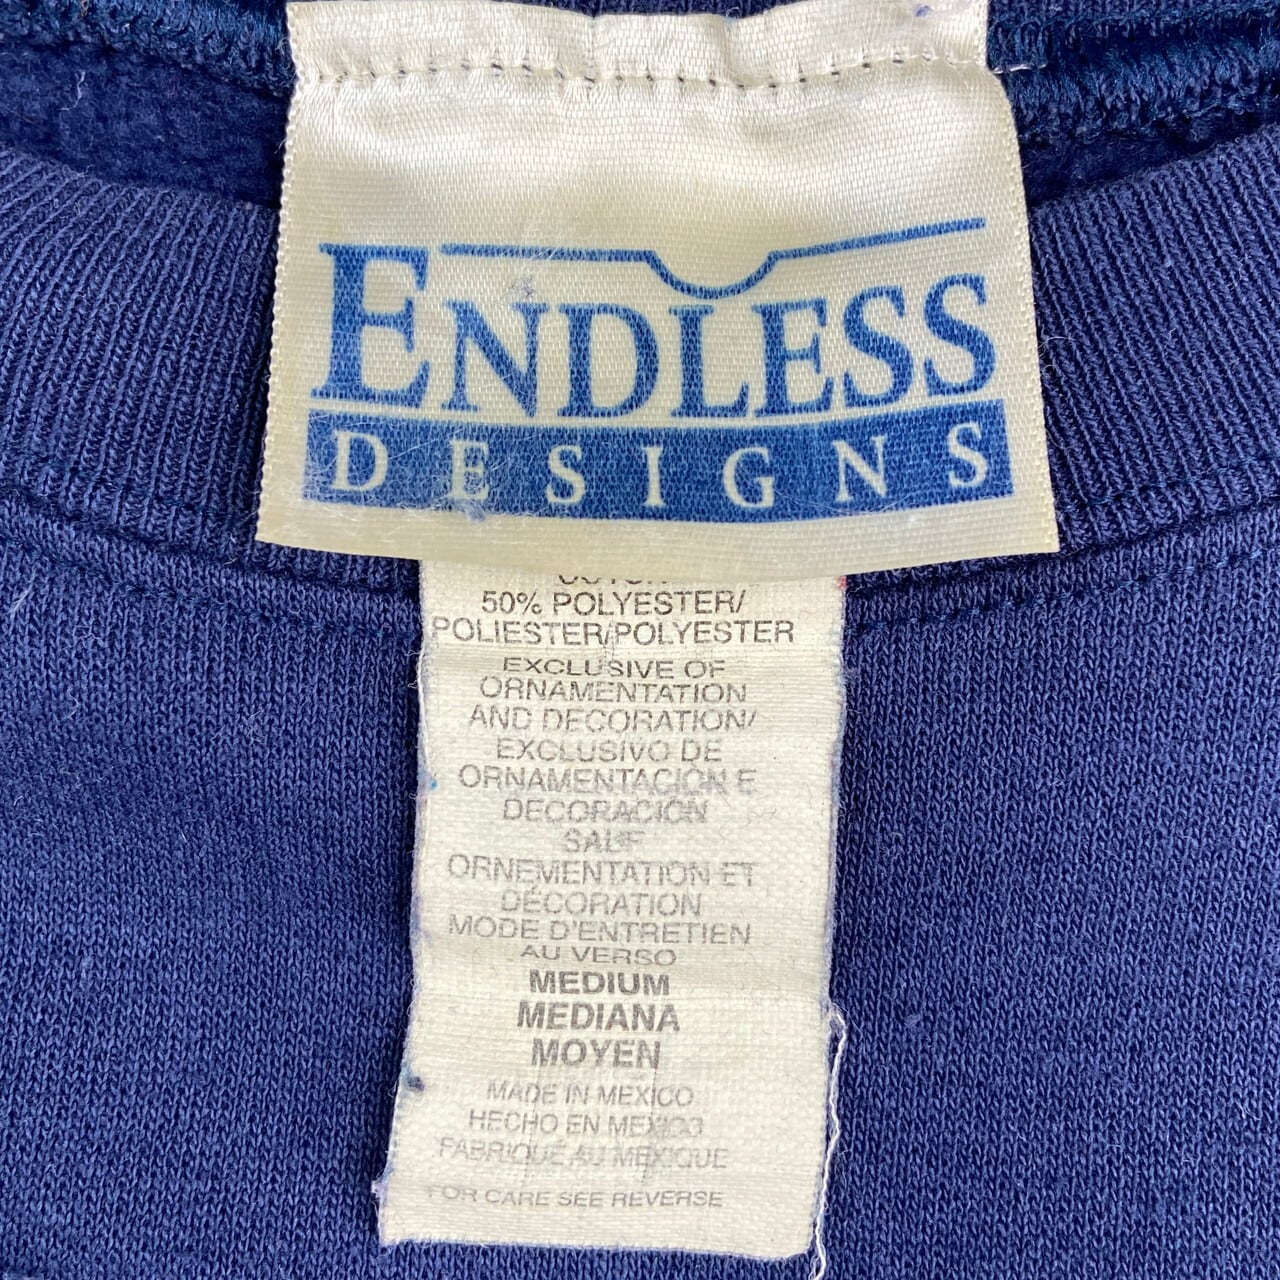 ENDLESS
DESIGNS
50% POLYESTER/
POLIESTER/POLYESTER
EXCLUSIVE OF
ORNAMENTATION
AND DECORATION/
EXCLUSIVO DE
ORNAMENTACION E
DECORACIÓN
SAUF
ORNEMENTATION ET
DÉCORATION
MODE D'ENTRETIEN
AU VERSO
MEDIUM
MEDIANA
MOYEN
MADE IN MEXICO
HECHO EN MEXICO
FABRIQUÉ AU MEXIQUE
FOR CARE SEE REVERSE